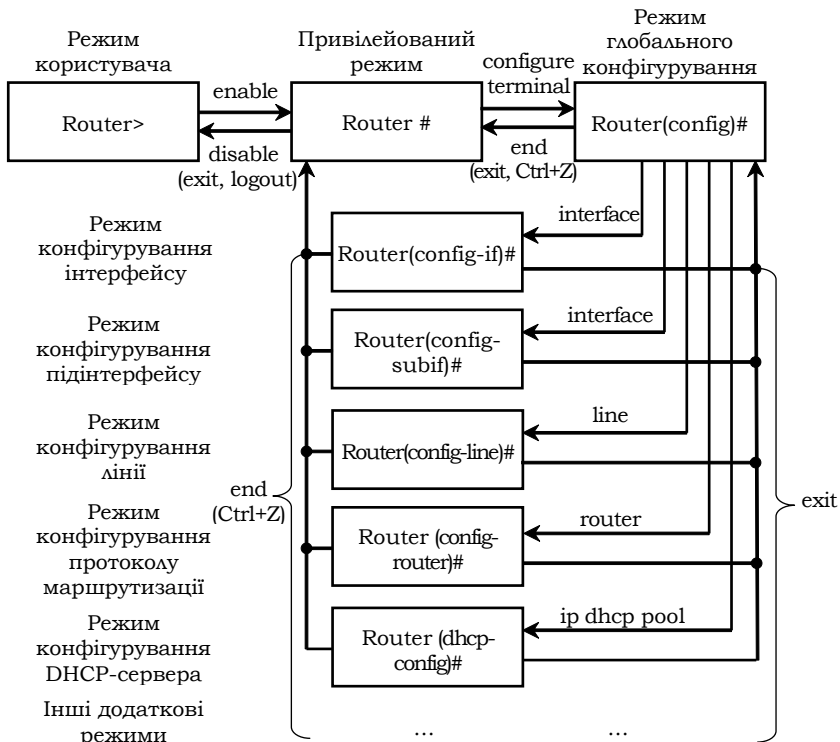 Режим
користувача
Привілейований
режим
Режим
глобального
конфігурування
enable
configure
terminal
Router>
Router #
Router(config)#
disable
(exit, logout)
end
(exit, Ctrl+Z)
Режим
конфігурування
інтерфейсу
interface
Router(config-if)#
Режим
конфігурування
підінтерфейсу
interface
Router(config-
subif)#
Режим
конфігурування
лінії
line
Router(config-line)#
end
(Ctrl+Z)
exit
Режим
конфігурування
протоколу
маршрутизації
router
Router (config-
router)#
Режим
конфігурування
DHCP-сервера
ip dhcp pool
Router (dhcp-
config)#
Інші додаткові
режими
...
...